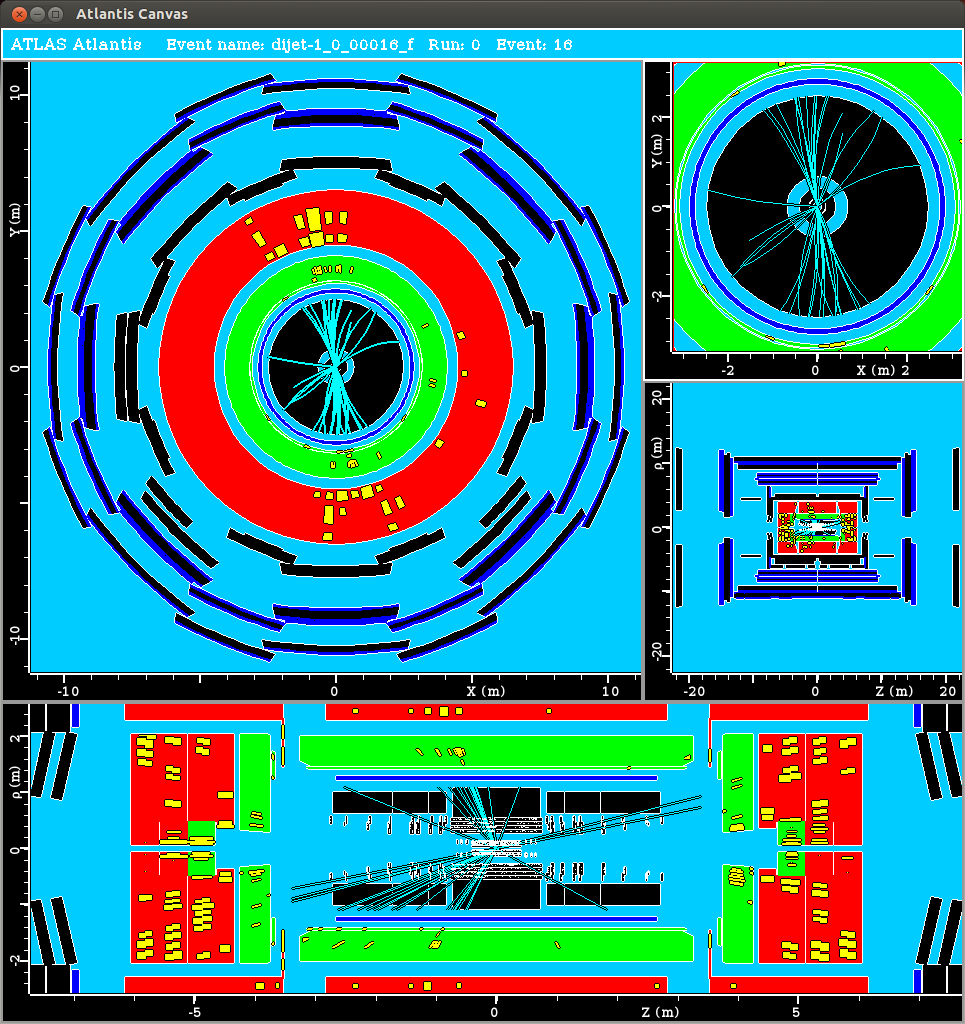 Atlantis Canvas
ATLAS Atlantis Event name: dijet-1_0_00016_f Run: 0 Event: 16
10
Y (m)
0
-10
-10 0 X (m) 10
2
Y (m)
0
-2
-2 0 X (m) 2
20
ρ (m)
0
-20
-20 0 Z (m) 20
2
ρ (m)
0
-2
-5 0 Z (m) 5